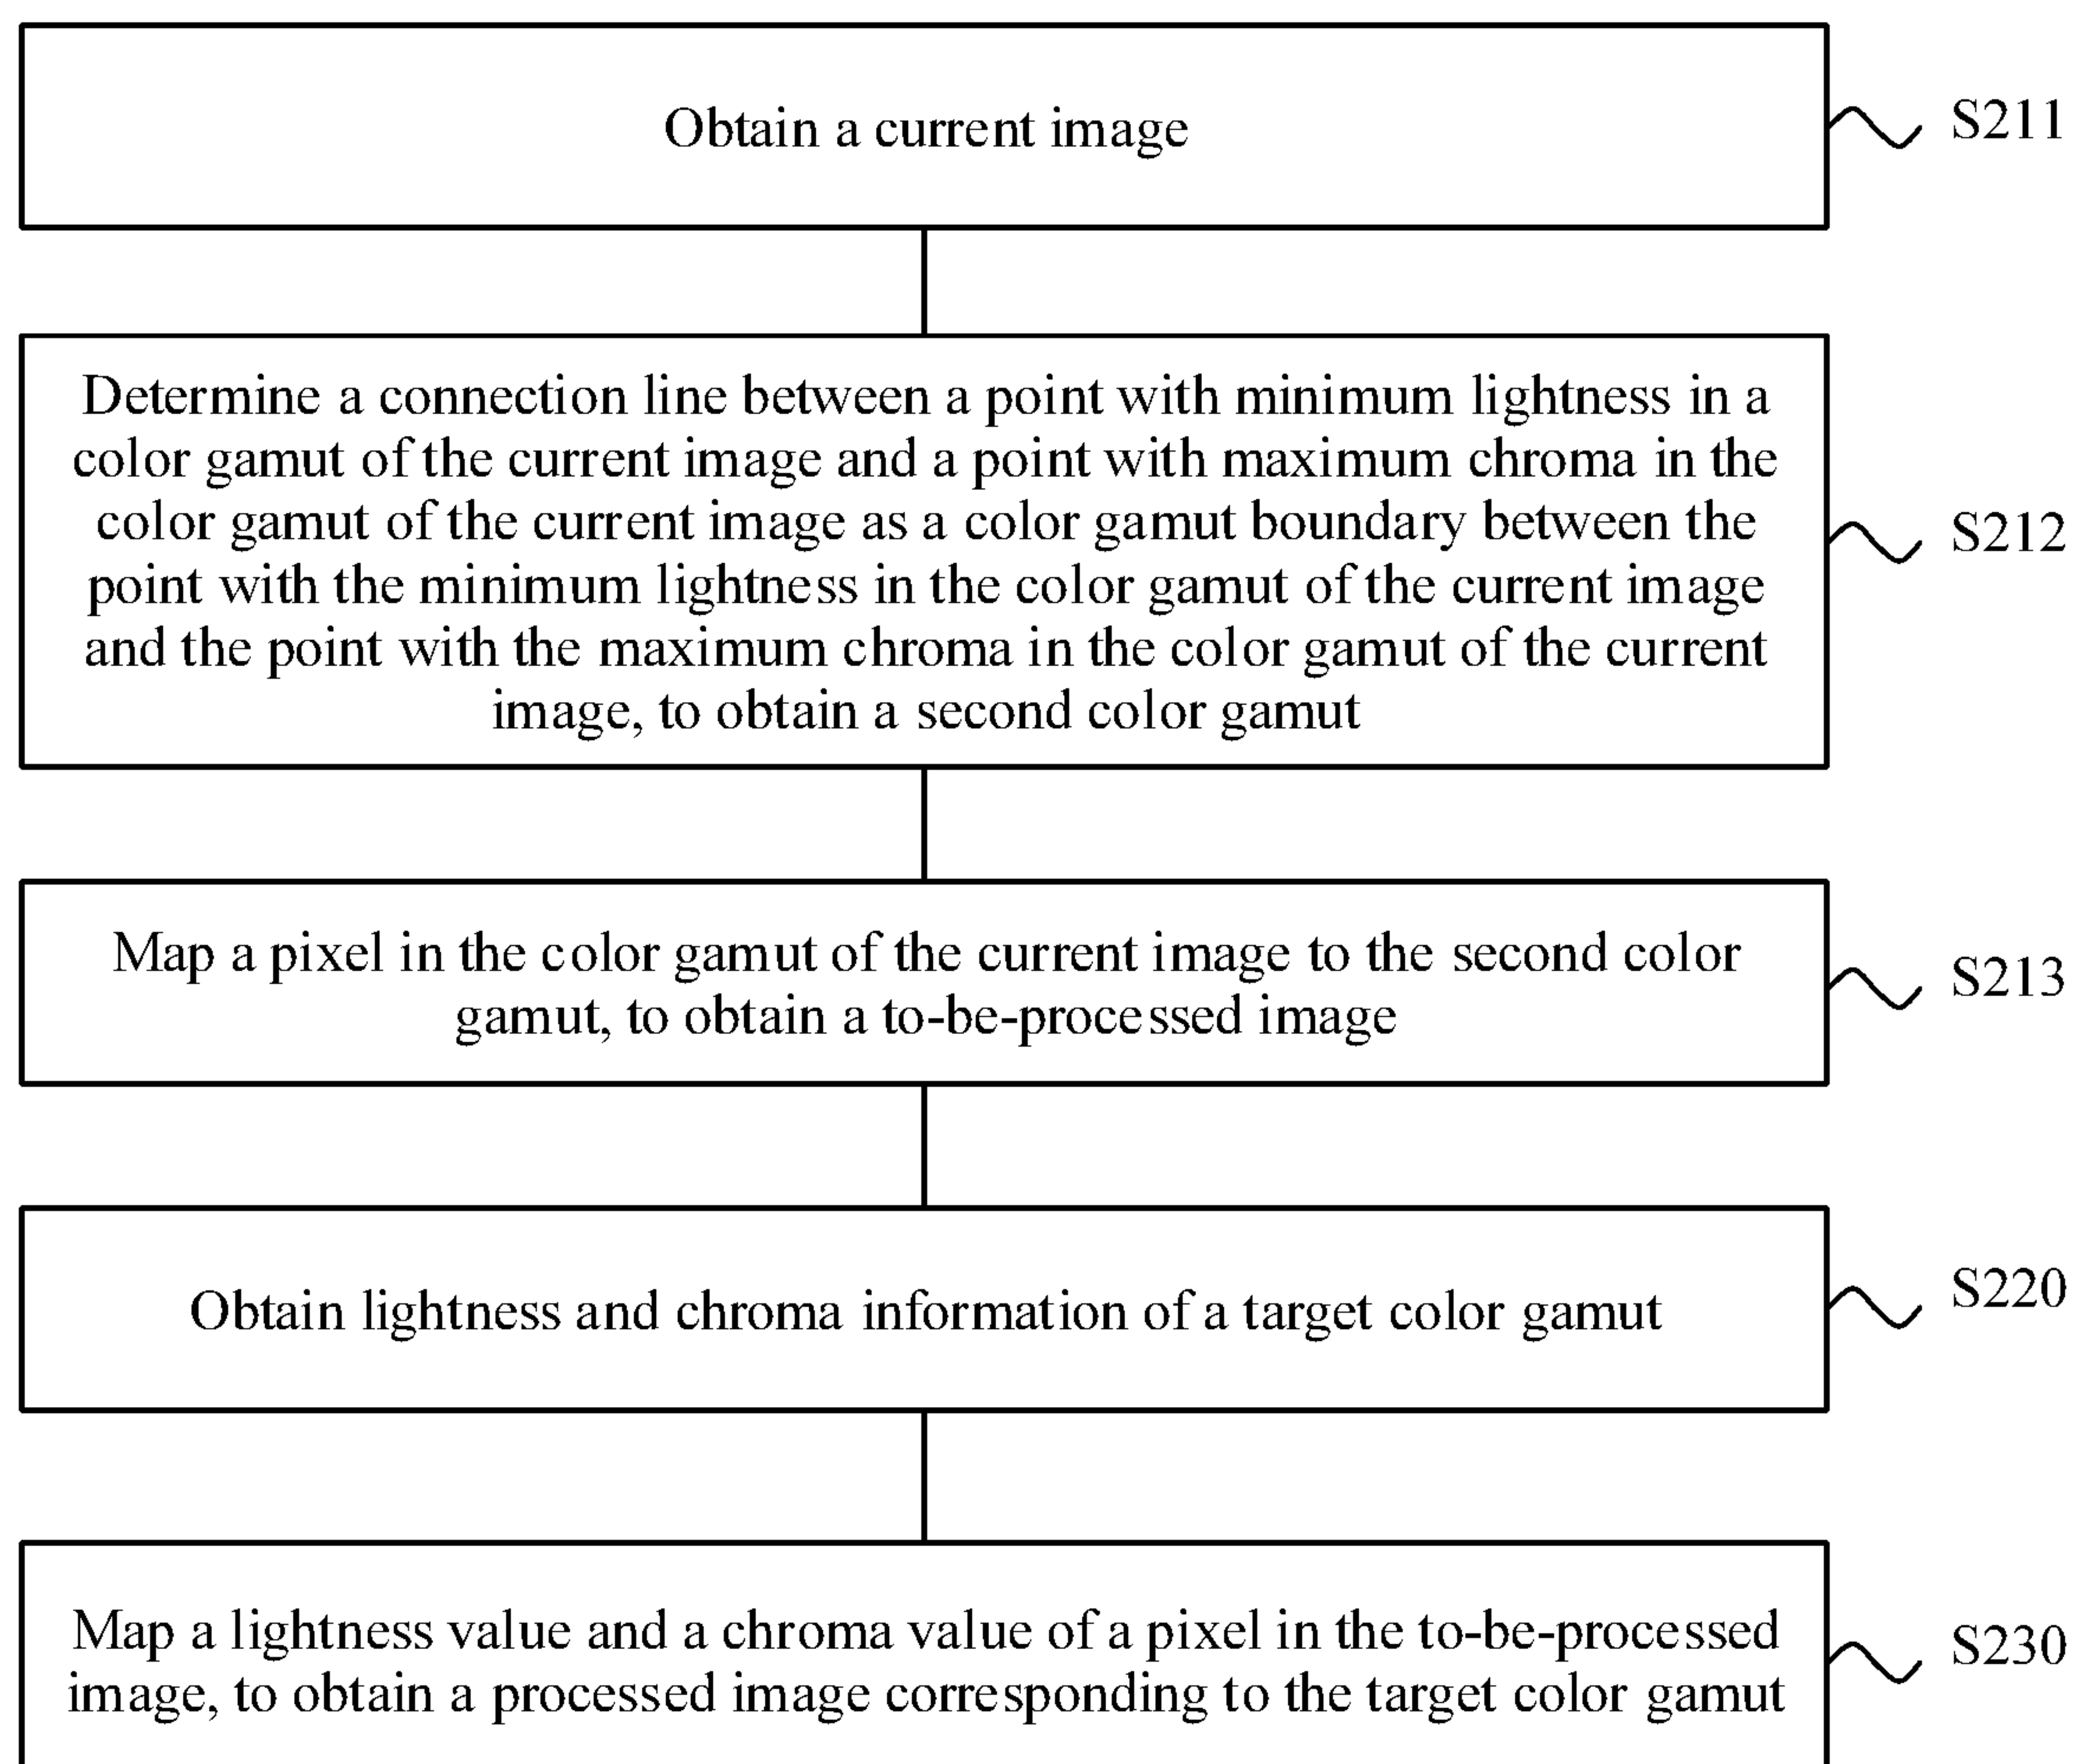 Obtain a current image
S211
Determine a connection line between a point with minimum lightness in a
color gamut of the current image and a point with maximum chroma in the
color gamut of the current image as a color gamut boundary between the
point with the minimum lightness in the color gamut of the current image
and the point with the maximum chroma in the color gamut of the current
image, to obtain a second color gamut
S212
Map a pixel in the color gamut of the current image to the second color
gamut, to obtain a to-be-processed image
S213
Obtain lightness and chroma information of a target color gamut
S220
Map a lightness value and a chroma value of a pixel in the to-be-processed
image, to obtain a processed image corresponding to the target color gamut
S230